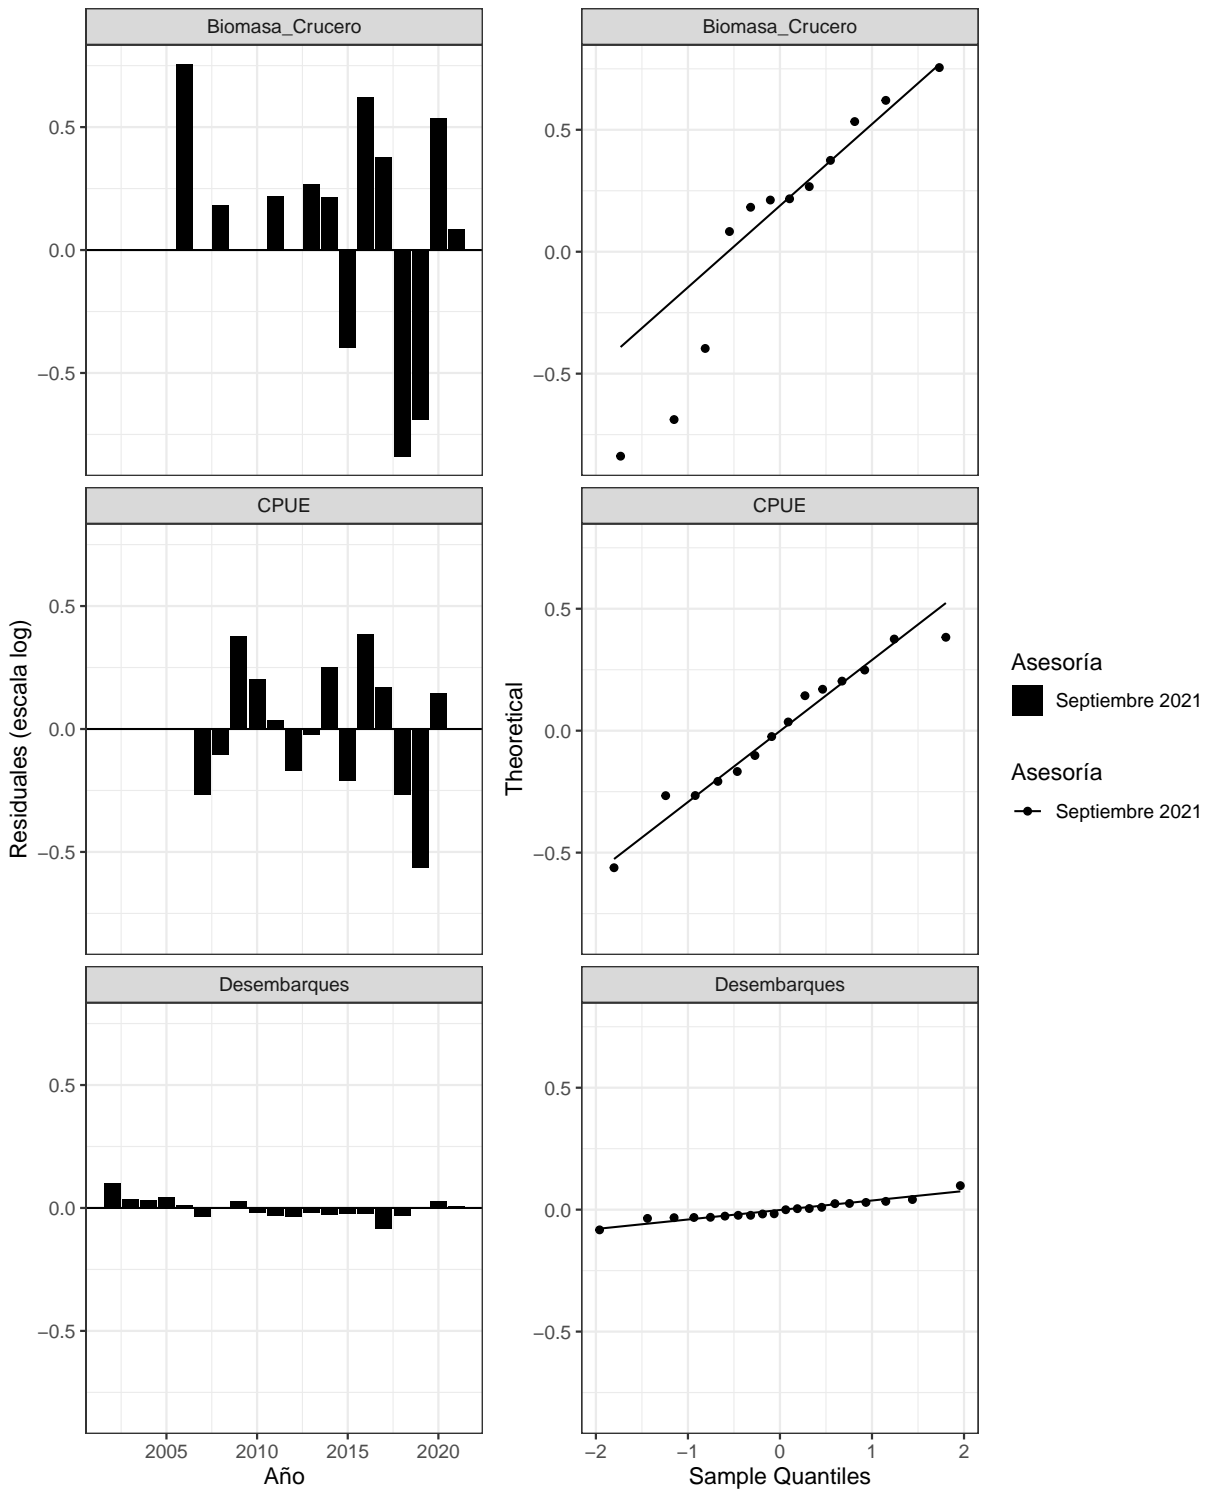 Biomasa_Crucero
Biomasa_Crucero
0.5
0.0
−0.5
0.5
0.0
−0.5
CPUE
CPUE
0.5
0.0
−0.5
0.5
0.0
−0.5
Residuales (escala log)
Theoretical
Asesoría
Septiembre 2021
Asesoría
Septiembre 2021
Desembarques
Desembarques
0.5
0.0
−0.5
0.5
0.0
−0.5
2005 2010 2015 2020
−2 −1 0 1 2
Año
Sample Quantiles